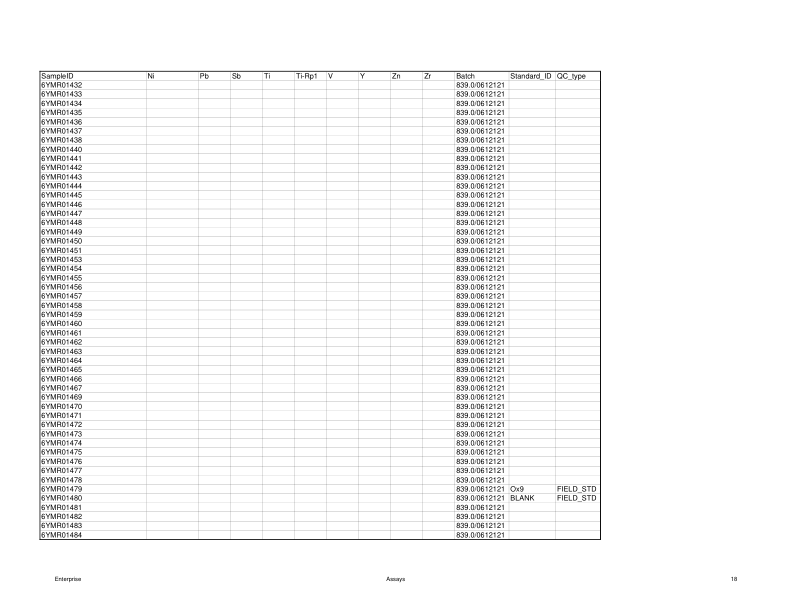 SampleID Ni Pb Sb Ti Ti-Rp1 V Y Zn Zr Batch Standard_ID QC_type
6YMR01432 839.0/0612121
6YMR01433 839.0/0612121
6YMR01434 839.0/0612121
6YMR01435 839.0/0612121
6YMR01436 839.0/0612121
6YMR01437 839.0/0612121
6YMR01438 839.0/0612121
6YMR01440 839.0/0612121
6YMR01441 839.0/0612121
6YMR01442 839.0/0612121
6YMR01443 839.0/0612121
6YMR01444 839.0/0612121
6YMR01445 839.0/0612121
6YMR01446 839.0/0612121
6YMR01447 839.0/0612121
6YMR01448 839.0/0612121
6YMR01449 839.0/0612121
6YMR01450 839.0/0612121
6YMR01451 839.0/0612121
6YMR01453 839.0/0612121
6YMR01454 839.0/0612121
6YMR01455 839.0/0612121
6YMR01456 839.0/0612121
6YMR01457 839.0/0612121
6YMR01458 839.0/0612121
6YMR01459 839.0/0612121
6YMR01460 839.0/0612121
6YMR01461 839.0/0612121
6YMR01462 839.0/0612121
6YMR01463 839.0/0612121
6YMR01464 839.0/0612121
6YMR01465 839.0/0612121
6YMR01466 839.0/0612121
6YMR01467 839.0/0612121
6YMR01469 839.0/0612121
6YMR01470 839.0/0612121
6YMR01471 839.0/0612121
6YMR01472 839.0/0612121
6YMR01473 839.0/0612121
6YMR01474 839.0/0612121
6YMR01475 839.0/0612121
6YMR01476 839.0/0612121
6YMR01477 839.0/0612121
6YMR01478 839.0/0612121
6YMR01479 839.0/0612121 Ox9 FIELD_STD
6YMR01480 839.0/0612121 BLANK FIELD_STD
6YMR01481 839.0/0612121
6YMR01482 839.0/0612121
6YMR01483 839.0/0612121
6YMR01484 839.0/0612121
Enterprise Assays 18